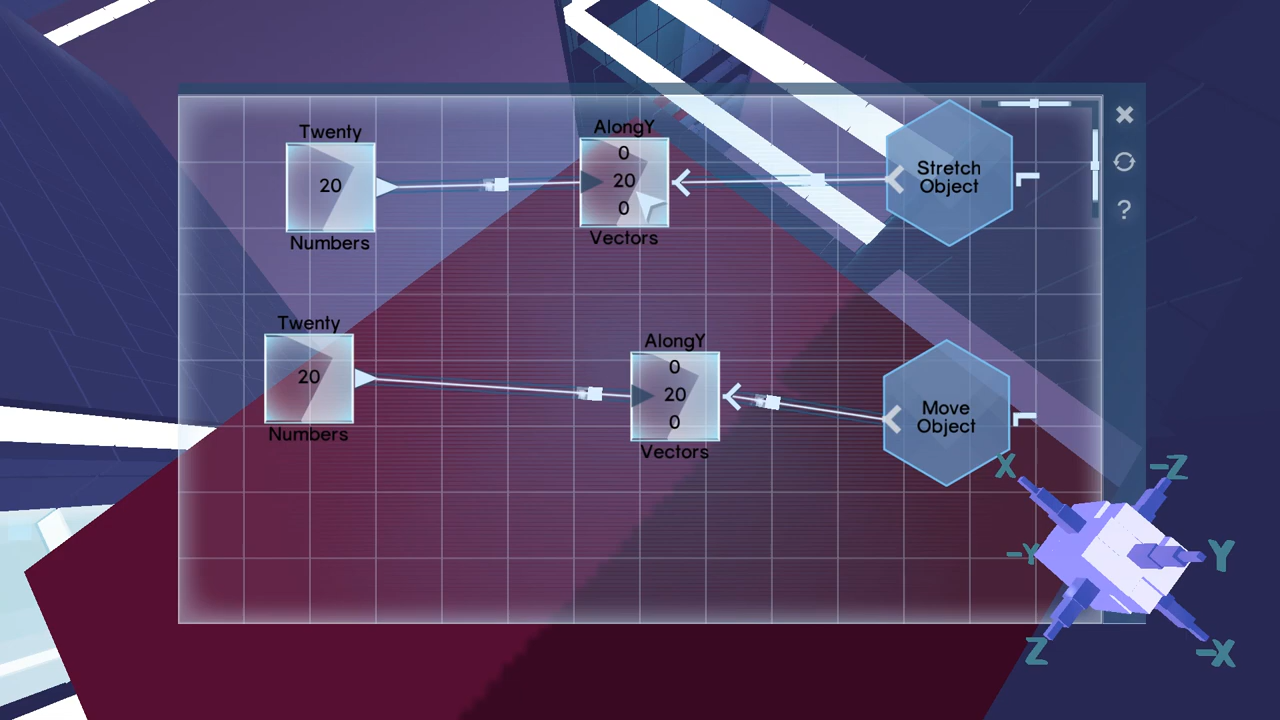 Twenty
20
Numbers
AlongY
0
20
0
Vectors
Stretch
Object
?
Twenty
20
Numbers
AlongY
0
20
0
Vectors
Move
Object
X
-Z
-Y
Y
Z
-X